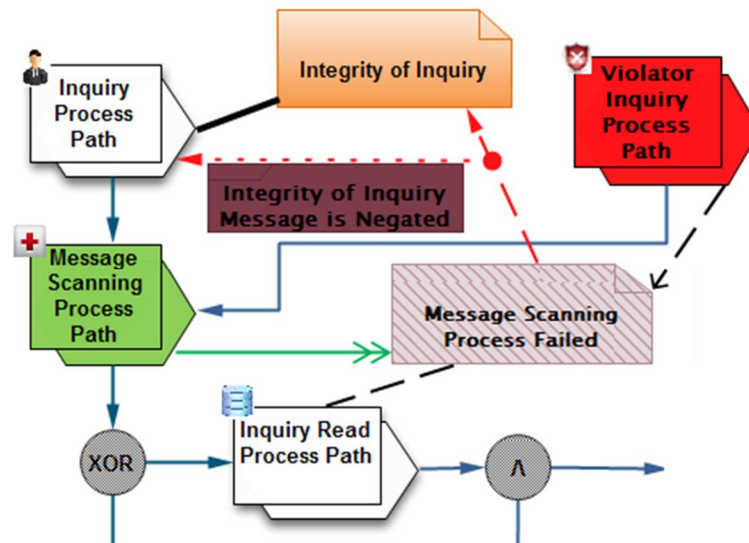 Inquiry
Process
Path
Integrity of Inquiry
Violator
Inquiry
Process
Path
Integrity of Inquiry
Message is Negated
Message
Scanning
Process
Path
Message Scanning
Process Failed
XOR
Inquiry Read
Process Path
Λ